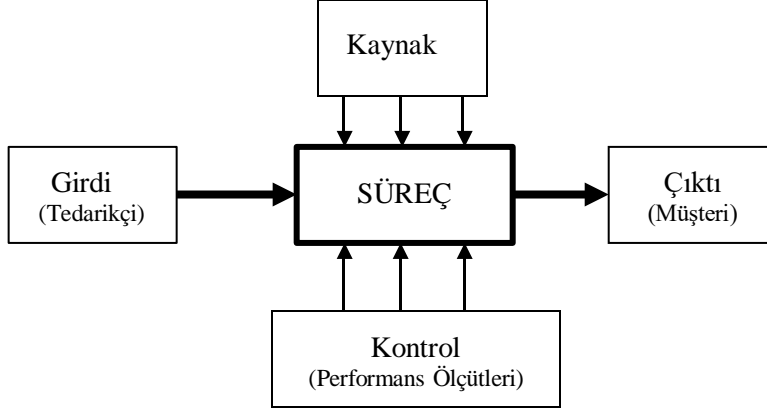 Kaynak
Girdi
(Tedarikçi)
SÜREÇ
Çıktı
(Müşteri)
Kontrol
(Performans Ölçütleri)